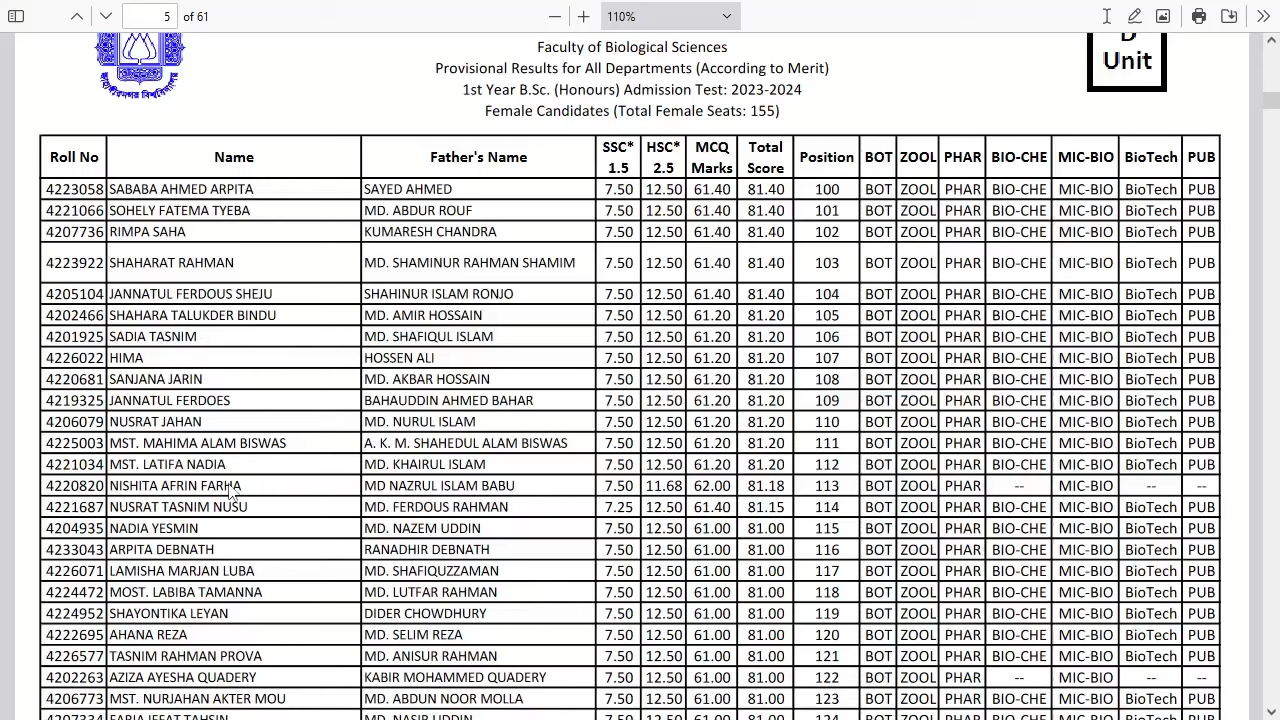 5 of 61
110%
D
Unit
জাহাঙ্গীরনগর বিশ্ববিদ্যালয়
Faculty of Biological Sciences
Provisional Results for All Departments (According to Merit)
1st Year B.Sc. (Honours) Admission Test: 2023-2024
Female Candidates (Total Female Seats: 155)
Roll No Name Father's Name SSC* 1.5 HSC* 2.5 MCQ Marks Total Score Position BOT ZOOL PHAR BIO-CHE MIC-BIO BioTech PUB
4223058 SABABA AHMED ARPITA SAYED AHMED 7.50 12.50 61.40 81.40 100 BOT ZOOL PHAR BIO-CHE MIC-BIO BioTech PUB
4221066 SOHELY FATEMA TYEBA MD. ABDUR ROUF 7.50 12.50 61.40 81.40 101 BOT ZOOL PHAR BIO-CHE MIC-BIO BioTech PUB
4207736 RIMPA SAHA KUMARESH CHANDRA 7.50 12.50 61.40 81.40 102 BOT ZOOL PHAR BIO-CHE MIC-BIO BioTech PUB
4223922 SHAHARAT RAHMAN MD. SHAMINUR RAHMAN SHAMIM 7.50 12.50 61.40 81.40 103 BOT ZOOL PHAR BIO-CHE MIC-BIO BioTech PUB
4205104 JANNATUL FERDOUS SHEJU SHAHINUR ISLAM RONJO 7.50 12.50 61.40 81.40 104 BOT ZOOL PHAR BIO-CHE MIC-BIO BioTech PUB
4202466 SHAHARA TALUKDER BINDU MD. AMIR HOSSAIN 7.50 12.50 61.20 81.20 105 BOT ZOOL PHAR BIO-CHE MIC-BIO BioTech PUB
4201925 SADIA TASNIM MD. SHAFIQUL ISLAM 7.50 12.50 61.20 81.20 106 BOT ZOOL PHAR BIO-CHE MIC-BIO BioTech PUB
4226022 HIMA HOSSEN ALI 7.50 12.50 61.20 81.20 107 BOT ZOOL PHAR BIO-CHE MIC-BIO BioTech PUB
4220681 SANJANA JARIN MD. AKBAR HOSSAIN 7.50 12.50 61.20 81.20 108 BOT ZOOL PHAR BIO-CHE MIC-BIO BioTech PUB
4219325 JANNATUL FERDOES BAHAUDDIN AHMED BAHAR 7.50 12.50 61.20 81.20 109 BOT ZOOL PHAR BIO-CHE MIC-BIO BioTech PUB
4206079 NUSRAT JAHAN MD. NURUL ISLAM 7.50 12.50 61.20 81.20 110 BOT ZOOL PHAR BIO-CHE MIC-BIO BioTech PUB
4225003 MST. MAHIMA ALAM BISWAS A. K. M. SHAHEDUL ALAM BISWAS 7.50 12.50 61.20 81.20 111 BOT ZOOL PHAR BIO-CHE MIC-BIO BioTech PUB
4221034 MST. LATIFA NADIA MD. KHAIRUL ISLAM 7.50 12.50 61.20 81.20 112 BOT ZOOL PHAR BIO-CHE MIC-BIO BioTech PUB
4220820 NISHITA AFRIN FARHA MD NAZRUL ISLAM BABU 7.50 11.68 62.00 81.18 113 BOT ZOOL PHAR -- MIC-BIO -- --
4221687 NUSRAT TASNIM NUSU MD. FERDOUS RAHMAN 7.25 12.50 61.40 81.15 114 BOT ZOOL PHAR BIO-CHE MIC-BIO BioTech PUB
4204935 NADIA YESMIN MD. NAZEM UDDIN 7.50 12.50 61.00 81.00 115 BOT ZOOL PHAR BIO-CHE MIC-BIO BioTech PUB
4233043 ARPITA DEBNATH RANADHIR DEBNATH 7.50 12.50 61.00 81.00 116 BOT ZOOL PHAR BIO-CHE MIC-BIO BioTech PUB
4226071 LAMISHA MARJAN LUBA MD. SHAFIQUZZAMAN 7.50 12.50 61.00 81.00 117 BOT ZOOL PHAR BIO-CHE MIC-BIO BioTech PUB
4224472 MOST. LABIBA TAMANNA MD. LUTFAR RAHMAN 7.50 12.50 61.00 81.00 118 BOT ZOOL PHAR BIO-CHE MIC-BIO BioTech PUB
4224952 SHAYONTIKA LEYAN DIDER CHOWDHURY 7.50 12.50 61.00 81.00 119 BOT ZOOL PHAR BIO-CHE MIC-BIO BioTech PUB
4222695 AHANA REZA MD. SELIM REZA 7.50 12.50 61.00 81.00 120 BOT ZOOL PHAR BIO-CHE MIC-BIO BioTech PUB
4226577 TASNIM RAHMAN PROVA MD. ANISUR RAHMAN 7.50 12.50 61.00 81.00 121 BOT ZOOL PHAR BIO-CHE MIC-BIO BioTech PUB
4202263 AZIZA AYESHA QUADERY KABIR MOHAMMED QUADERY 7.50 12.50 61.00 81.00 122 BOT ZOOL PHAR -- MIC-BIO -- --
4206773 MST. NURJAHAN AKTER MOU MD. ABDUN NOOR MOLLA 7.50 12.50 61.00 81.00 123 BOT ZOOL PHAR BIO-CHE MIC-BIO BioTech PUB
4207334 FARIA IFFAT TAHSIN MD. NASIR UDDIN 7.50 12.50 61.00 81.00 124 BOT ZOOL PHAR BIO-CHE MIC-BIO BioTech PUB